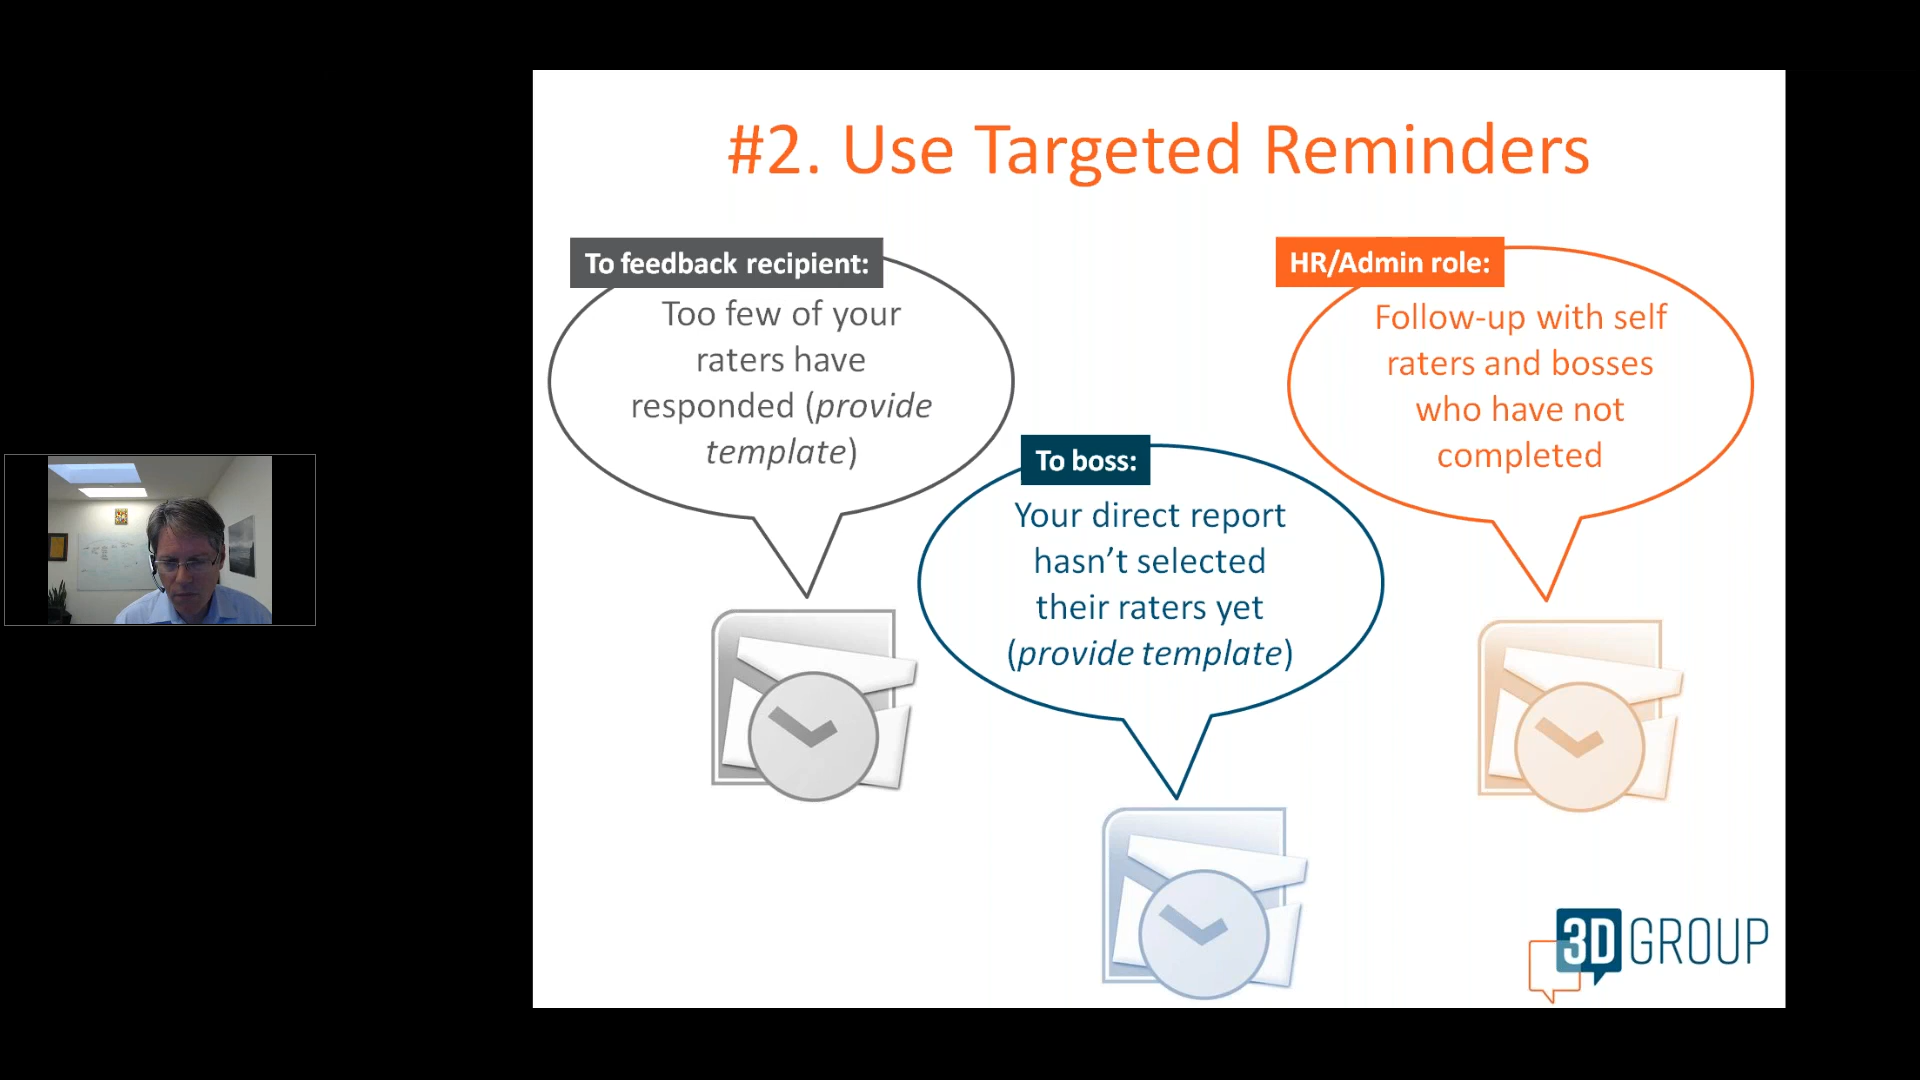 #2. Use Targeted Reminders
To feedback recipient:
Too few of your
raters have
responded (provide
template)
To boss:
Your direct report
hasn’t selected
their raters yet
(provide template)
HR/Admin role:
Follow-up with self
raters and bosses
who have not
completed
3D GROUP